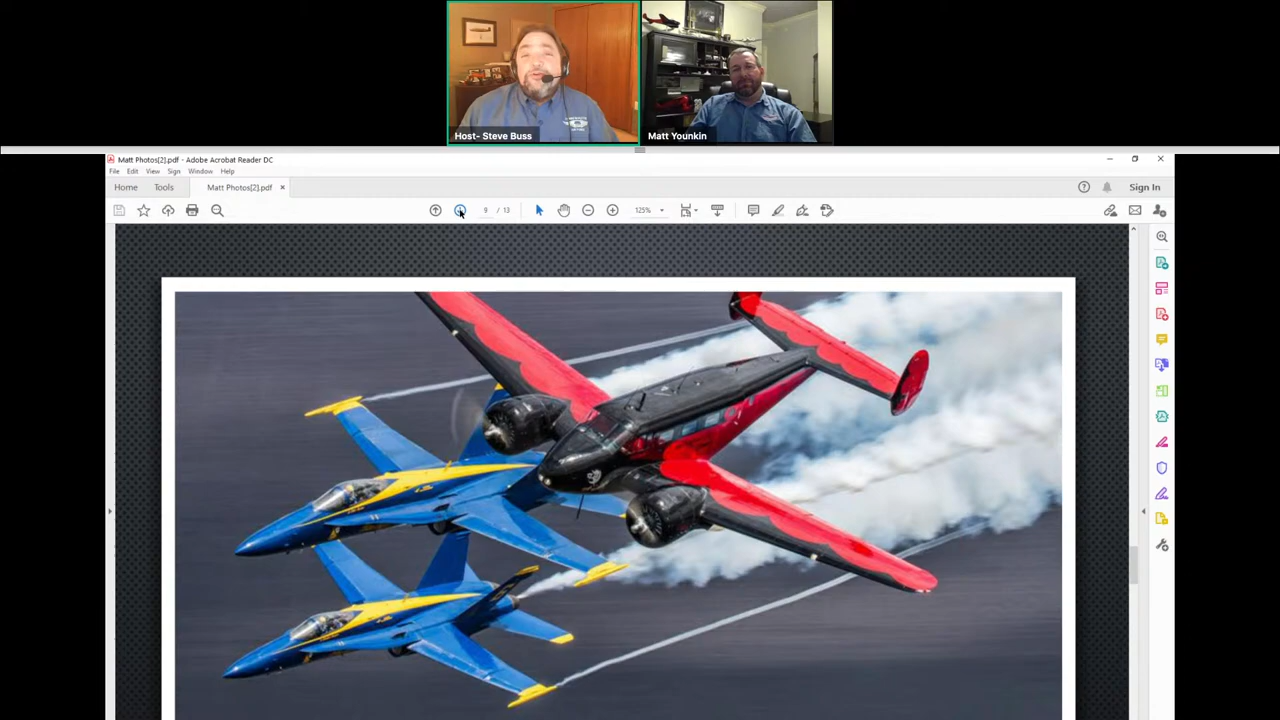 Host- Steve Buss
Matt Younkin
Matt Photos[2].pdf - Adobe Acrobat Reader DC
File Edit View Sign Window Help
Home Tools Matt Photos[2].pdf × Sign In
9 / 13 125%